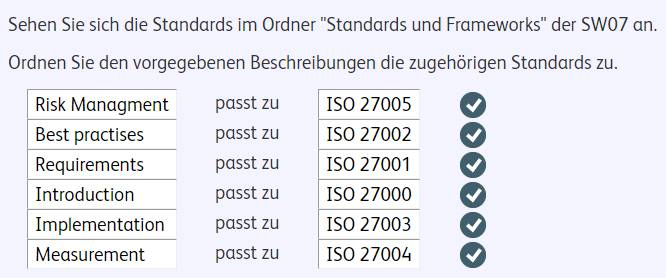 Sehen Sie sich die Standards im Ordner "Standards und Frameworks" der SW07 an.
Ordnen Sie den vorgegebenen Beschreibungen die zugehörigen Standards zu.
Risk Managment passt zu ISO 27005
Best practises passt zu ISO 27002
Requirements passt zu ISO 27001
Introduction passt zu ISO 27000
Implementation passt zu ISO 27003
Measurement passt zu ISO 27004